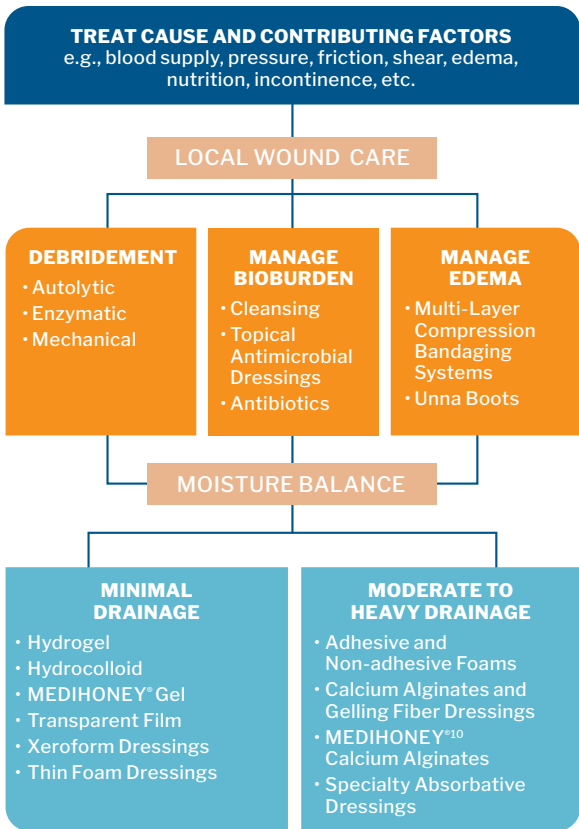 TREAT CAUSE AND CONTRIBUTING FACTORS
e.g., blood supply, pressure, friction, shear, edema,
nutrition, incontinence, etc.
LOCAL WOUND CARE
DEBRIDEMENT
• Autolytic
• Enzymatic
• Mechanical
MANAGE
BIOBURDEN
• Cleansing
• Topical
Antimicrobial
Dressings
• Antibiotics
MANAGE
EDEMA
• Multi-Layer
Compression
Bandaging
Systems
• Unna Boots
MOISTURE BALANCE
MINIMAL
DRAINAGE
• Hydrogel
• Hydrocolloid
• MEDIHONEY® Gel
• Transparent Film
• Xeroform Dressings
• Thin Foam Dressings
MODERATE TO
HEAVY DRAINAGE
• Adhesive and
Non-adhesive Foams
• Calcium Alginates and
Gelling Fiber Dressings
• MEDIHONEY®10
Calcium Alginates
• Specialty Absorbative
Dressings